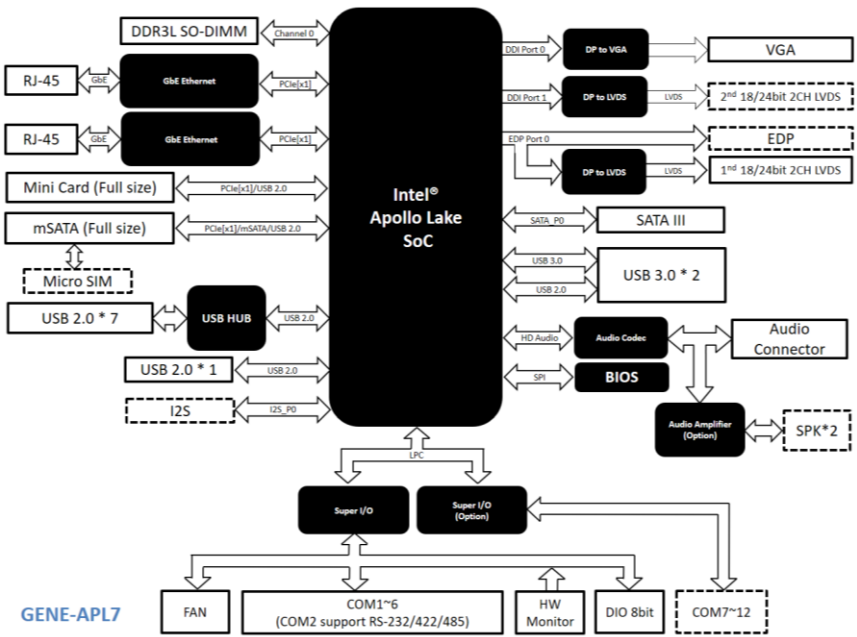 DDR3L SO-DIMM
Channel 0
RJ-45
GbE
GbE Ethernet
PCIe[x1]
RJ-45
GbE
GbE Ethernet
PCIe[x1]
Mini Card (Full size)
PCIe[x1]/USB 2.0
mSATA (Full size)
PCIe[x1]/mSATA/USB 2.0
Micro SIM
USB 2.0 * 7
USB HUB
USB 2.0
USB 2.0 * 1
USB 2.0
I2S
I2S_P0
Intel®
Apollo Lake
SoC
DDI Port 0
DP to VGA
VGA
DDI Port 1
DP to LVDS
LVDS
2nd 18/24bit 2CH LVDS
EDP Port 0
EDP
DP to LVDS
LVDS
1nd 18/24bit 2CH LVDS
SATA_P0
SATA III
USB 3.0
USB 2.0
USB 3.0 * 2
HD Audio
Audio Codec
Audio
Connector
SPI
BIOS
Audio Amplifier
(Option)
SPK*2
LPC
Super I/O
Super I/O
(Option)
FAN
COM1~6
(COM2 support RS-232/422/485)
HW
Monitor
DIO 8bit
COM7~12
GENE-APL7